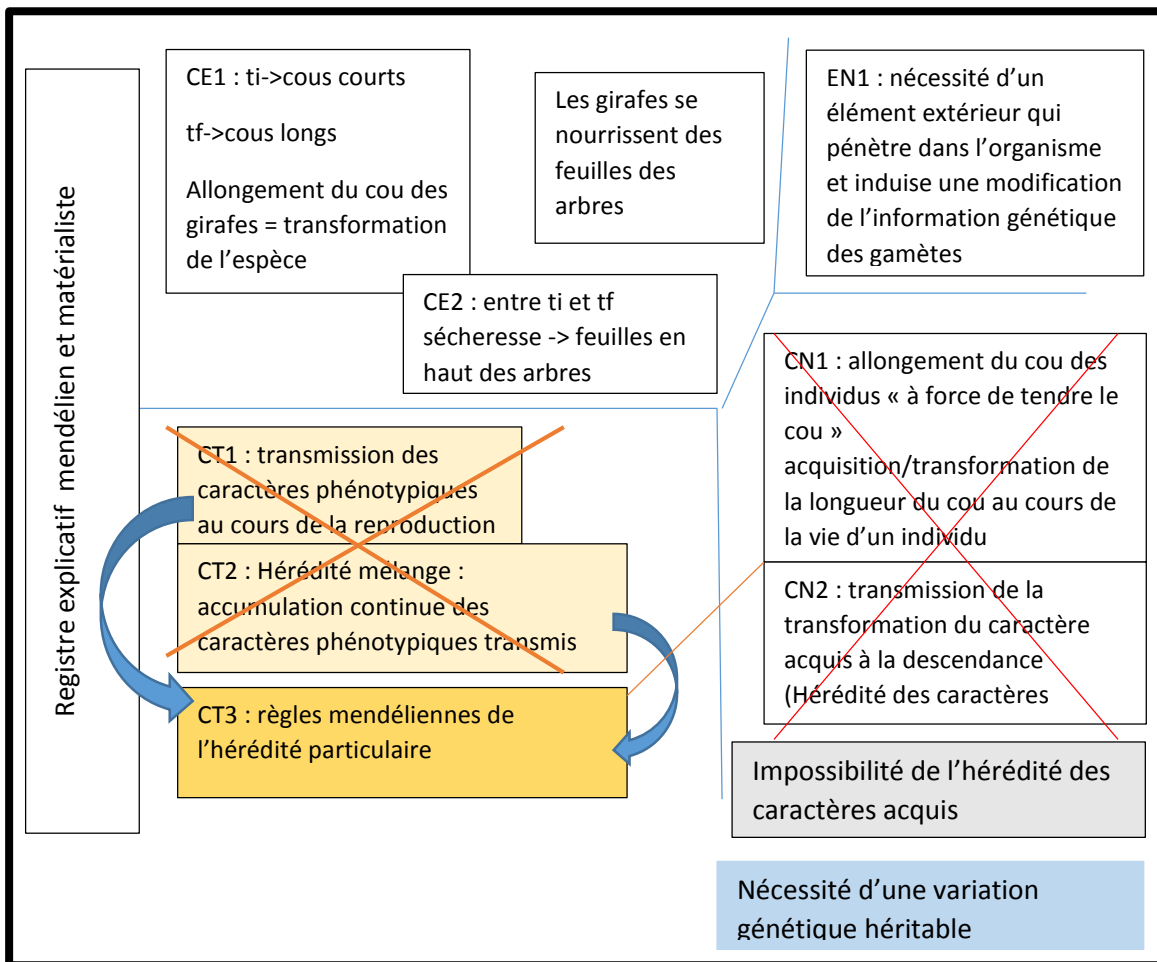 Registre explicatif mendélien et matérialiste
CE1 : ti->cous courts
tf->cous longs
Allongement du cou des
girafes = transformation
de l'espèce
Les girafes se
nourrissent des
feuilles des
arbres
EN1 : nécessité d'un
élément extérieur qui
pénètre dans l'organisme
et induise une modification
de l'information génétique
des gamètes
CE2 : entre ti et tf
sécheresse -> feuilles en
haut des arbres
CT1 : transmission des
caractères phénotypiques
au cours de la reproduction
CT2 : Hérédité mélange :
accumulation continue des
caractères phénotypiques transmis
CT3 : règles mendéliennes de
l'hérédité particulaire
CN1 : allongement du cou des
individus « à force de tendre le
cou »
acquisition/transformation de
la longueur du cou au cours de
la vie d'un individu
CN2 : transmission de la
transformation du caractère
acquis à la descendance
(Hérédité des caractères
Impossibilité de l'hérédité des
caractères acquis
Nécessité d'une variation
génétique héritable